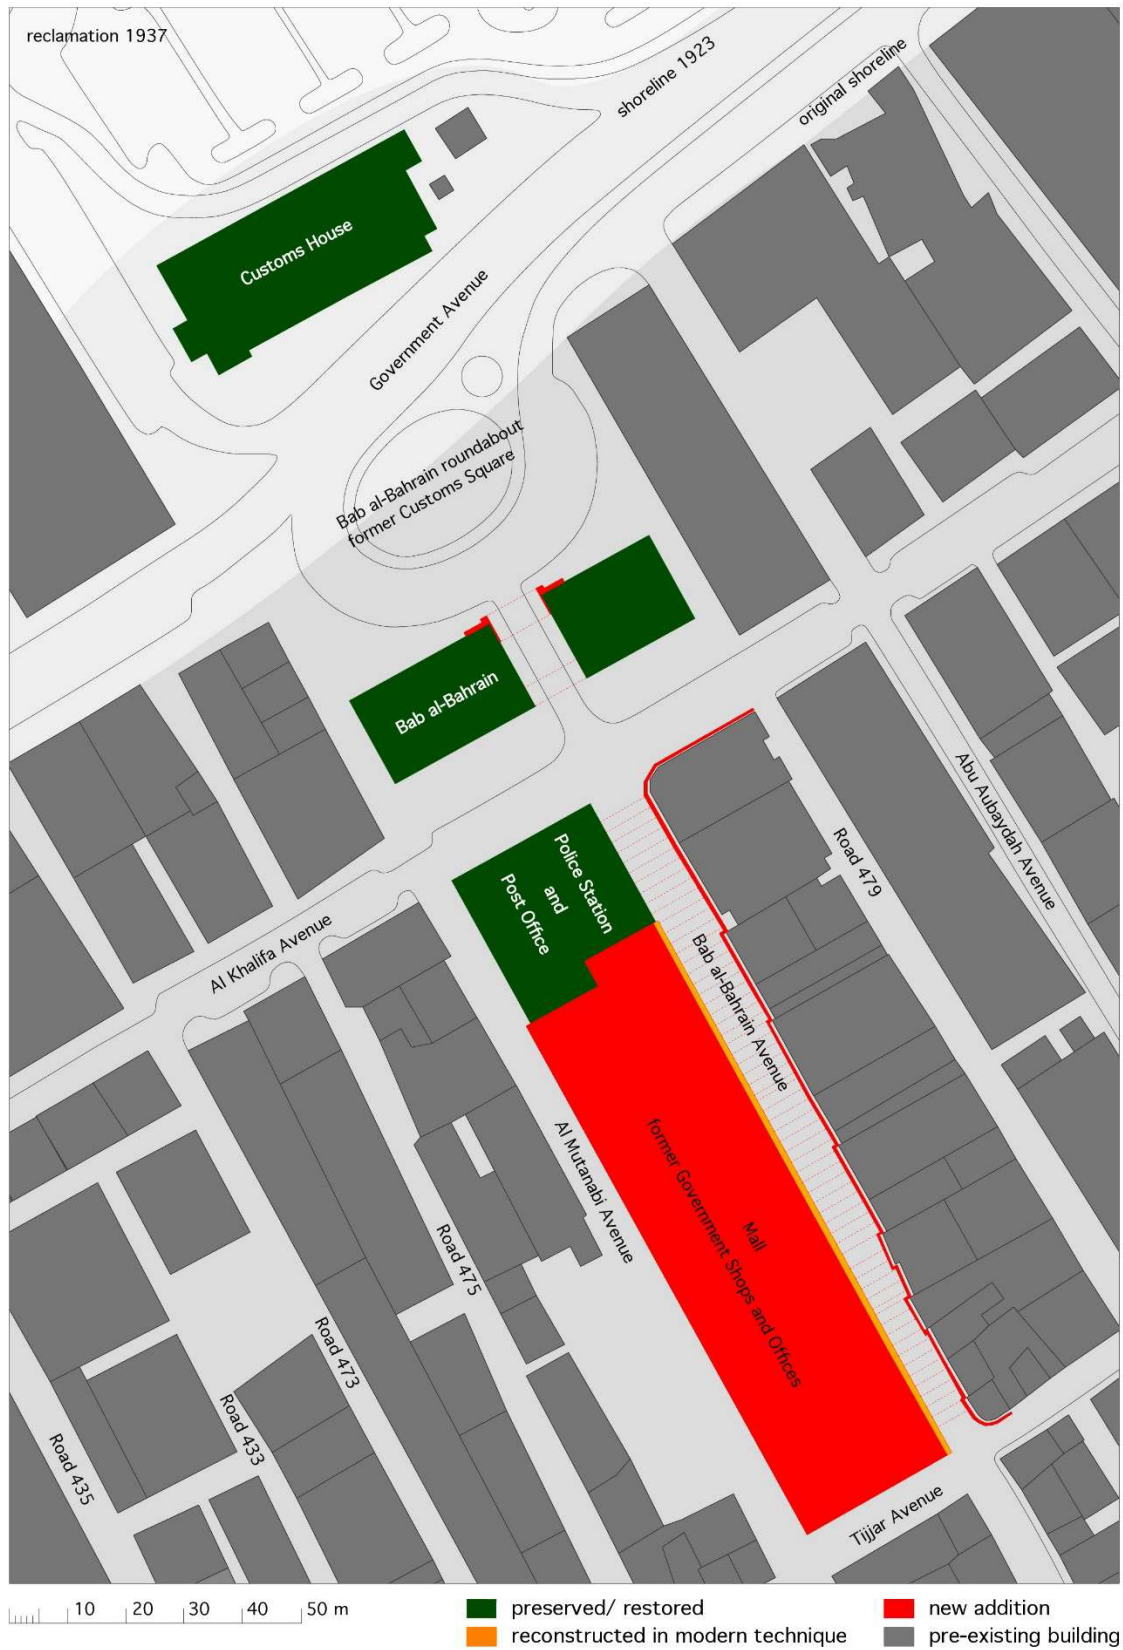 reclamation 1937
shoreline 1923
original shoreline
Customs House
Government Avenue
Bab al-Bahrain roundabout
former Customs Square
Bab al-Bahrain
Police Station
and
Post Office
Road 479
Abu Aubaydah Avenue
Al Khalifa Avenue
Bab al-Bahrain Avenue
Al Mutanabi Avenue
Mall
former Government Shops and Offices
Road 475
Road 473
Road 433
Road 435
Tijjar Avenue
10 20 30 40 50 m
preserved/ restored
new addition
reconstructed in modern technique
pre-existing building